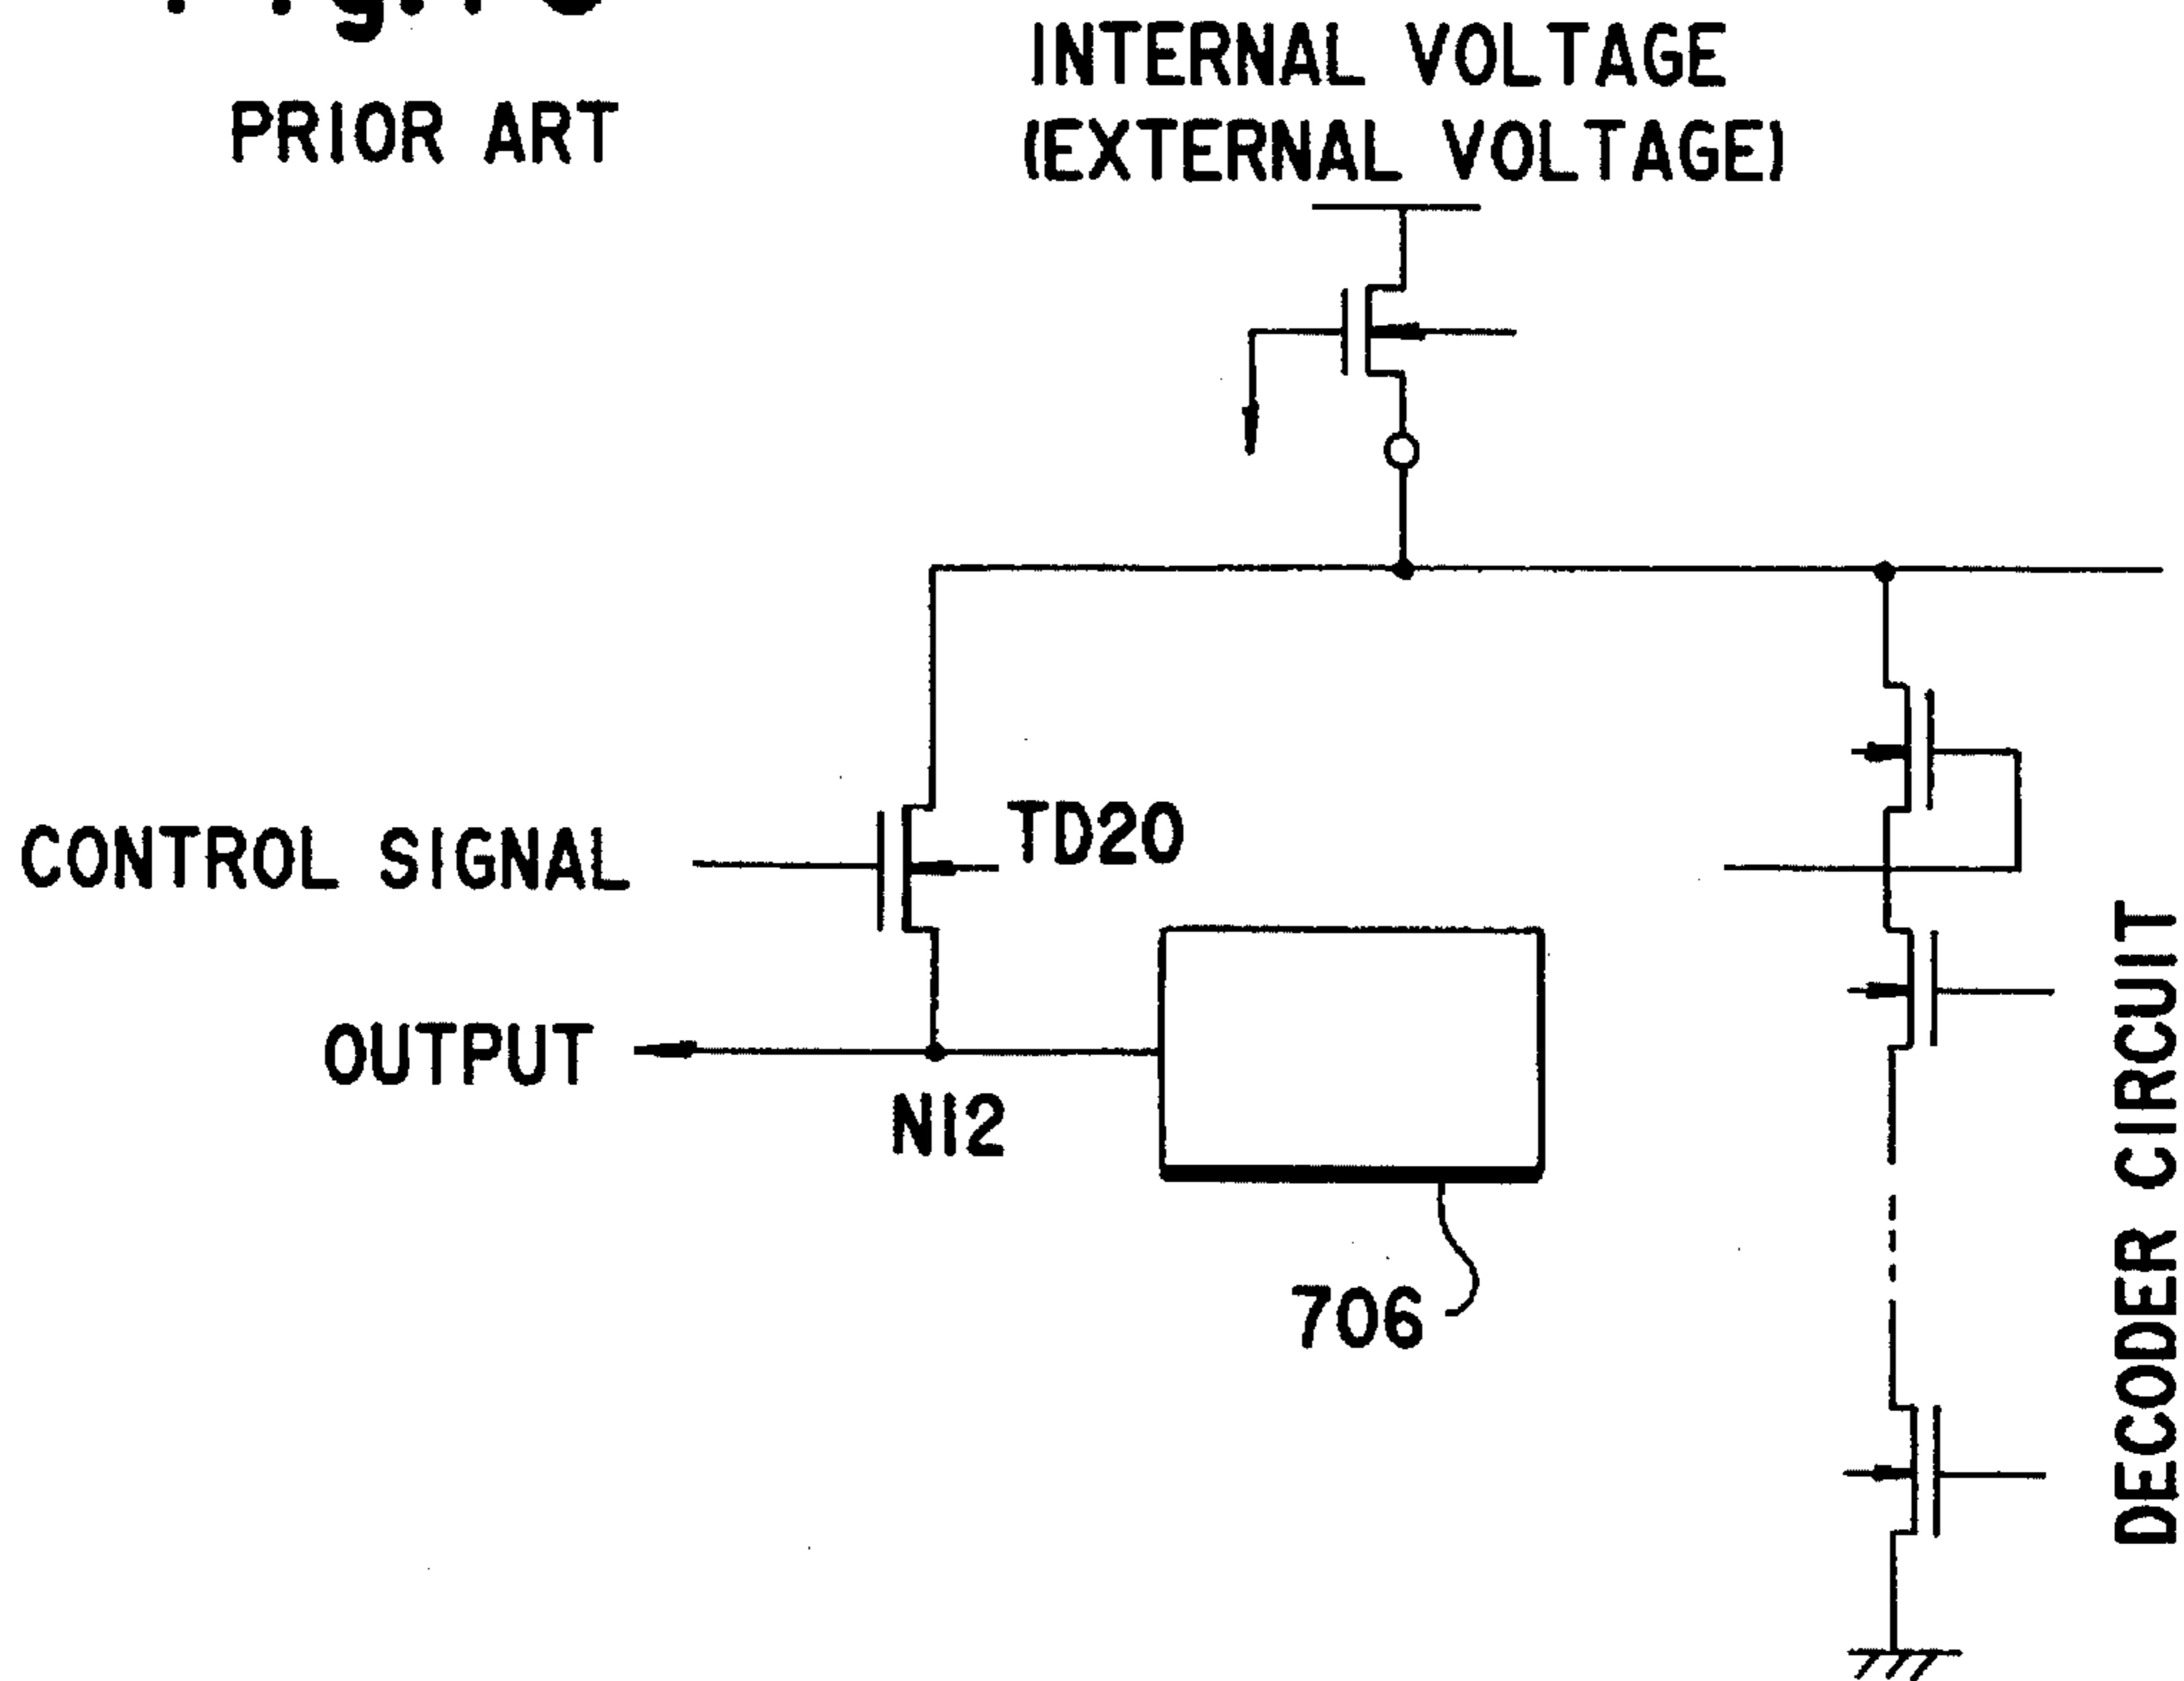 PRIOR ART
INTERNAL VOLTAGE
(EXTERNAL VOLTAGE)
CONTROL SIGNAL
TD20
OUTPUT
N12
706
DECODER CIRCUIT